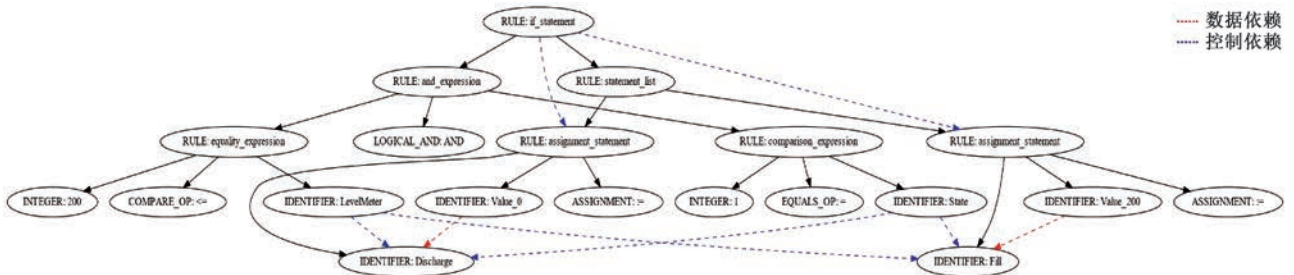 RULE: if_statement
数据依赖
控制依赖
RULE: and_expression
RULE: statement_list
RULE: equality_expression
LOGICAL_AND: AND
RULE: assignment_statement
RULE: comparison_expression
RULE: assignment_statement
INTEGER: 200
COMPARE_OP: <=
IDENTIFIER: LevelMeter
IDENTIFIER: Value_0
ASSIGNMENT: :=
INTEGER: 1
EQUALS_OP: =
IDENTIFIER: State
IDENTIFIER: Value_200
ASSIGNMENT: :=
IDENTIFIER: Discharge
IDENTIFIER: Fill